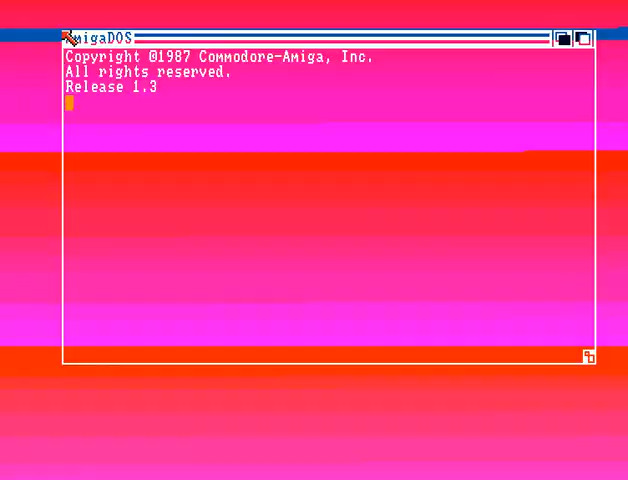 AmigaDOS
Copyright @1987 Commodore-Amiga, Inc.
All rights reserved.
Release 1.3